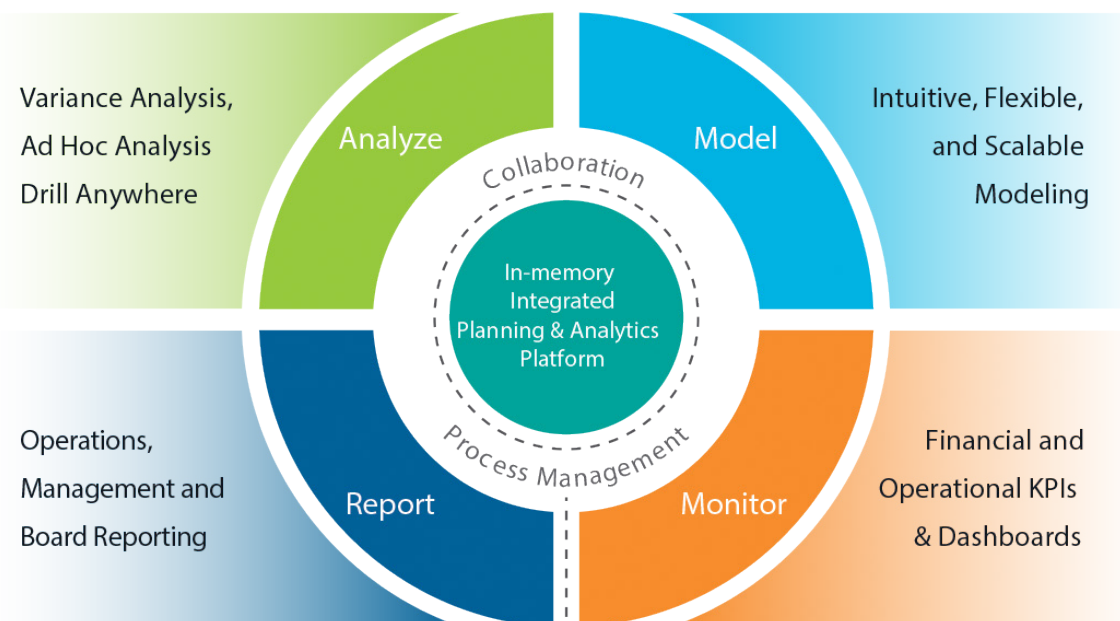 Variance Analysis,
Ad Hoc Analysis
Drill Anywhere
Analyze
Model
Intuitive, Flexible,
and Scalable
Modeling
Collaboration
In-memory
Integrated
Planning & Analytics
Platform
Process Management
Operations,
Management and
Board Reporting
Report
Monitor
Financial and
Operational KPIs
& Dashboards